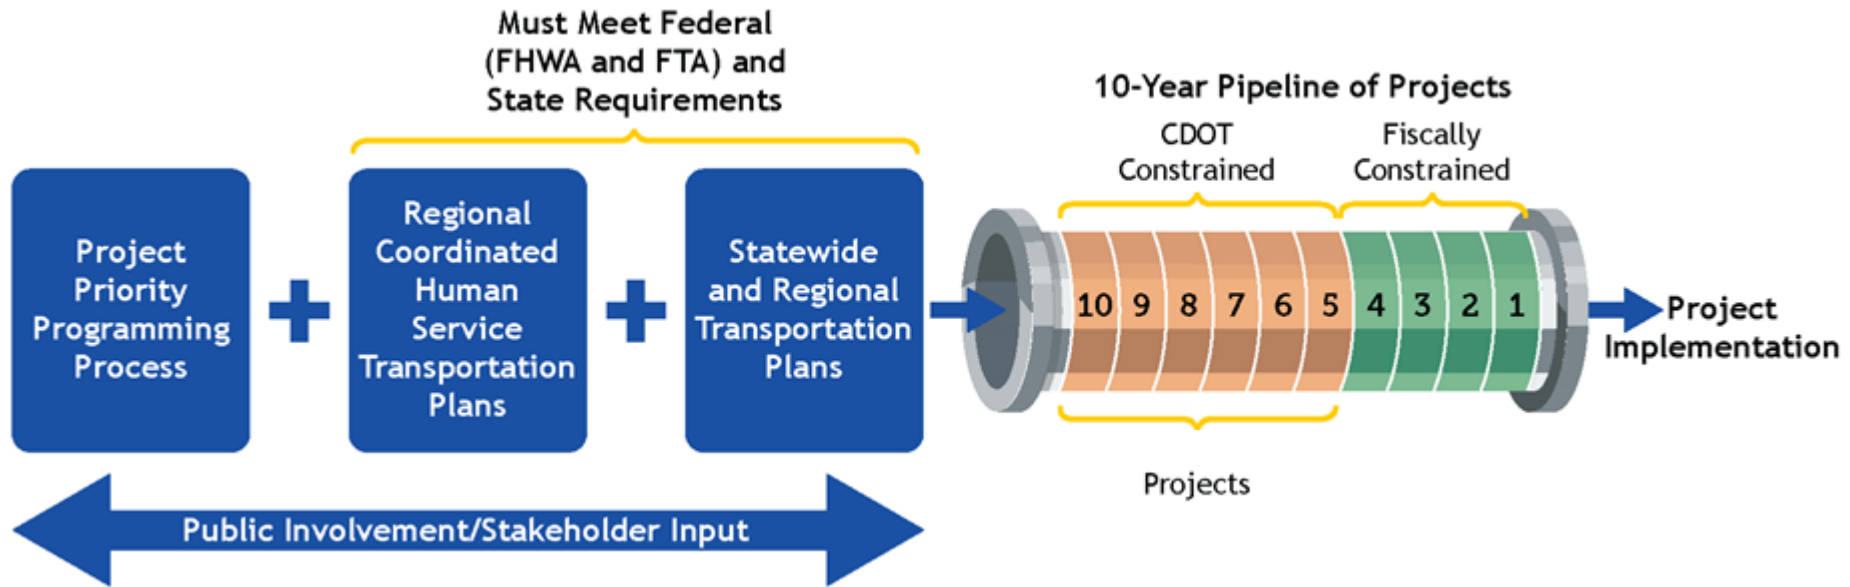 Must Meet Federal
(FHWA and FTA) and
State Requirements
Project
Priority
Programming
Process
Regional
Coordinated
Human
Service
Transportation
Plans
Statewide
and Regional
Transportation
Plans
Public Involvement/Stakeholder Input
10-Year Pipeline of Projects
CDOT
Constrained
Fiscally
Constrained
10 9 8 7 6 5 4 3 2 1
Projects
Project
Implementation